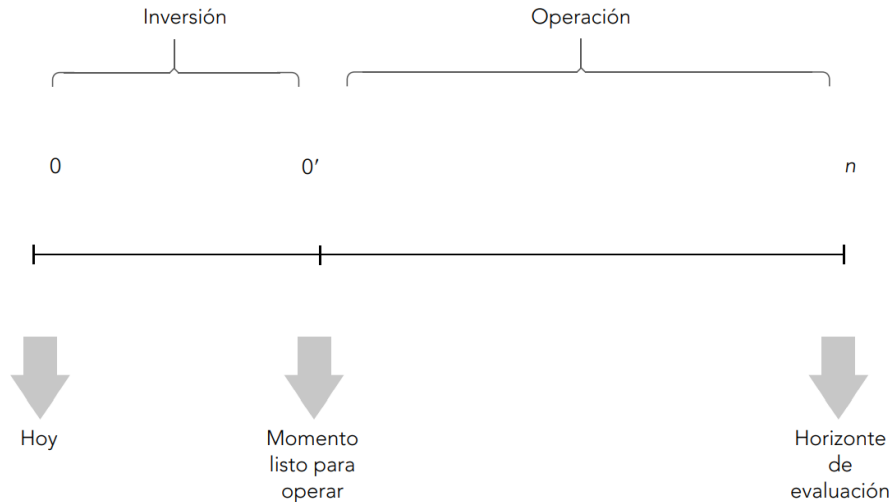 Inversión
Operación
0
0′
n
Hoy
Momento
listo para
operar
Horizonte
de
evaluación